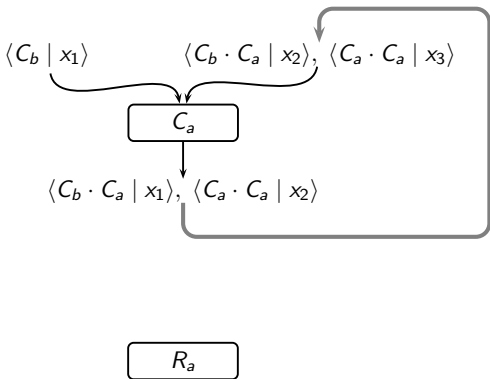 ⟨C_b | x_1⟩ ⟨C_b · C_a | x_2⟩, ⟨C_a · C_a | x_3⟩
C_a
⟨C_b · C_a | x_1⟩, ⟨C_a · C_a | x_2⟩
R_a